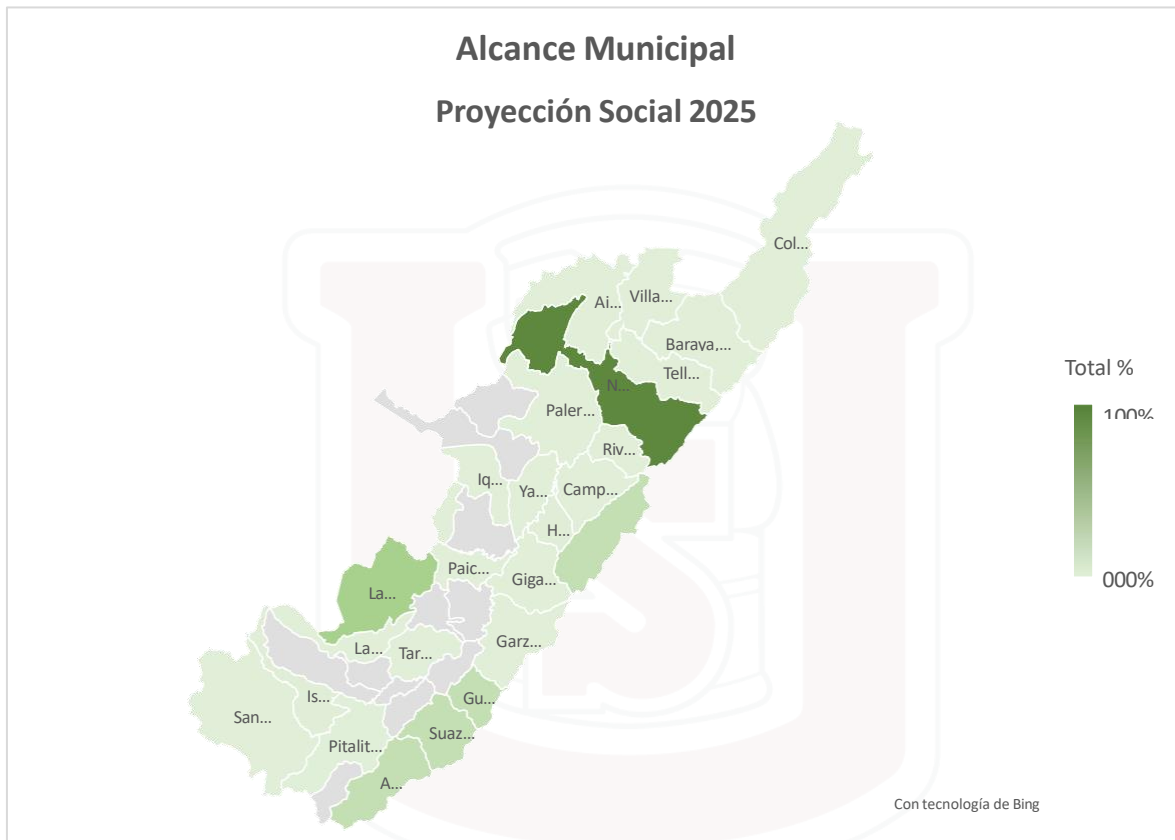 Alcance Municipal
Proyección Social 2025
Col...
Ai...
Villa...
Baraya,...
Tell...
N...
Paler...
Riv...
Iq...
Ya...
Camp...
H...
Paic...
Giga...
La...
La...
Tar...
Garz...
Is...
Gu...
San...
Suaz...
Pitalit...
A...
Total %
100%
000%
Con tecnología de Bing